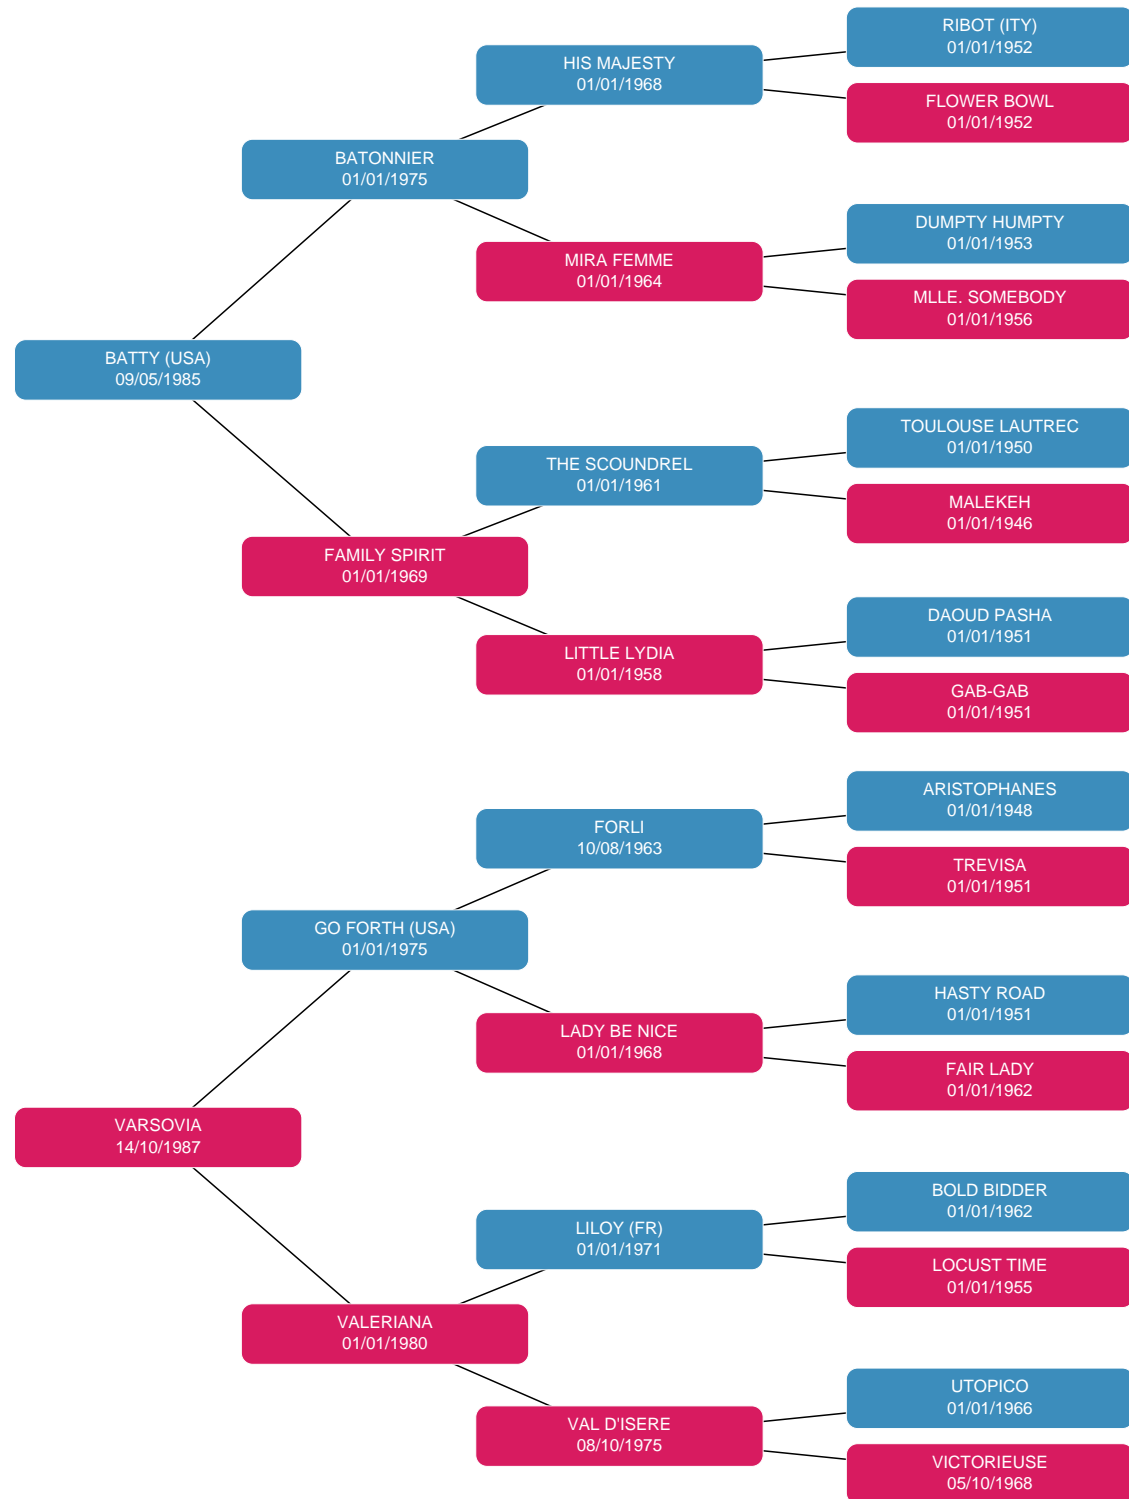 RIBOT (ITY)
01/01/1952
HIS MAJESTY
01/01/1968
FLOWER BOWL
01/01/1952
BATONNIER
01/01/1975
DUMPTY HUMPTY
01/01/1953
MIRA FEMME
01/01/1964
MLLE. SOMEBODY
01/01/1956
BATTY (USA)
09/05/1985
TOULOUSE LAUTREC
01/01/1950
THE SCOUNDREL
01/01/1961
MALEKEH
01/01/1946
FAMILY SPIRIT
01/01/1969
DAOUD PASHA
01/01/1951
LITTLE LYDIA
01/01/1958
GAB-GAB
01/01/1951
ARISTOPHANES
01/01/1948
FORLI
10/08/1963
TREVISA
01/01/1951
GO FORTH (USA)
01/01/1975
HASTY ROAD
01/01/1951
LADY BE NICE
01/01/1968
FAIR LADY
01/01/1962
VARSOVIA
14/10/1987
BOLD BIDDER
01/01/1962
LILOY (FR)
01/01/1971
LOCUST TIME
01/01/1955
VALERIANA
01/01/1980
UTOPICO
01/01/1966
VAL D'ISERE
08/10/1975
VICTORIEUSE
05/10/1968